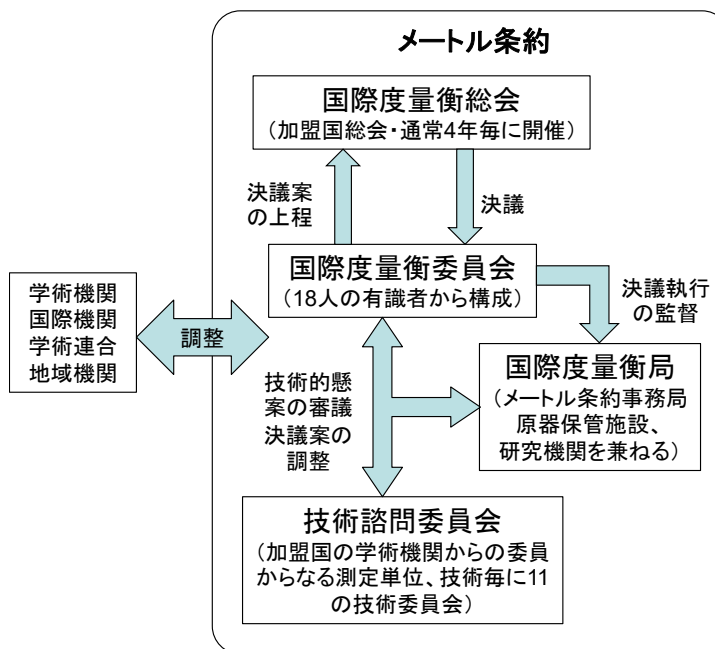 メートル条約
国際度量衡総会
（加盟国総会・通常4年毎に開催）
決議案
の上程
決議
国際度量衡委員会
（18人の有識者から構成）
決議執行
の監督
学術機関
国際機関
学術連合
地域機関
調整
技術的懸
案の審議
決議案の
調整
国際度量衡局
（メートル条約事務局
原器保管施設、
研究機関を兼ねる）
技術諮問委員会
（加盟国の学術機関からの委員
からなる測定単位、技術毎に11
の技術委員会）